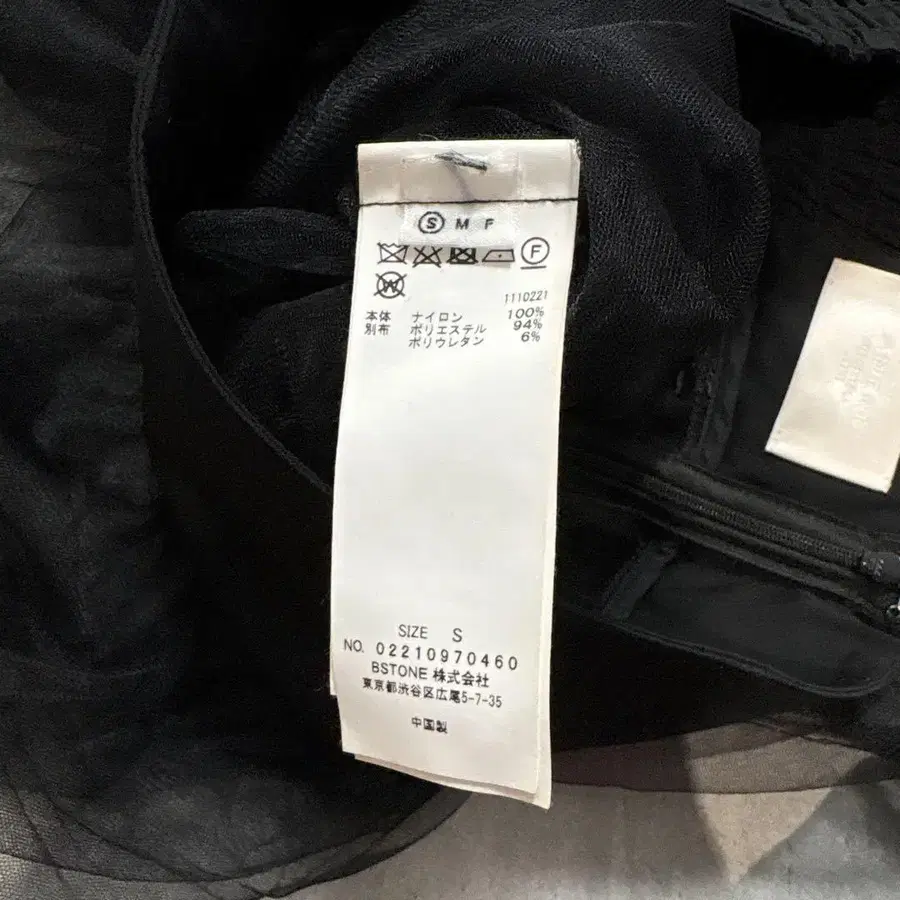 S M F
F
W
1110221
本体 ナイロン 100%
別布 ポリエステル 94%
ポリウレタン 6%
SIZE S
NO. 02210970460
BSTONE 株式会社
東京都渋谷区広尾5-7-35
中国製